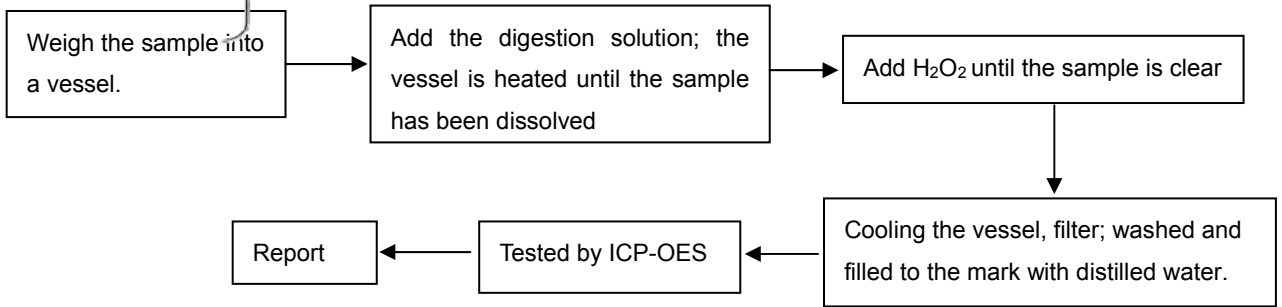 Weigh the sample into
a vessel.
Add the digestion solution; the
vessel is heated until the sample
has been dissolved
Add H₂O₂ until the sample is clear
Cooling the vessel, filter; washed and
filled to the mark with distilled water.
Tested by ICP-OES
Report